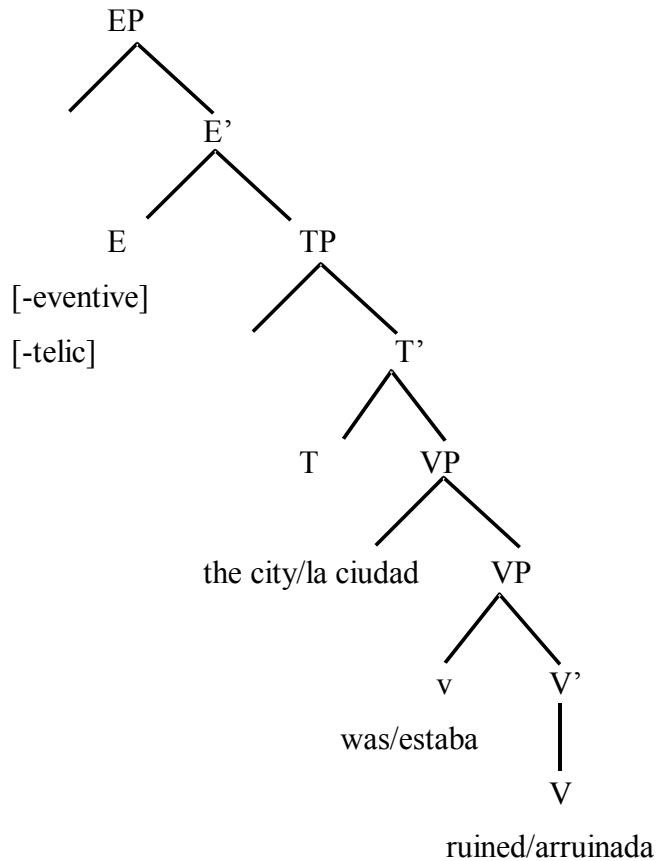 EP
E’
E TP
[-eventive]
[-telic]
T’
T VP
the city/la ciudad VP
v V’
was/estaba
V
ruined/arruinada